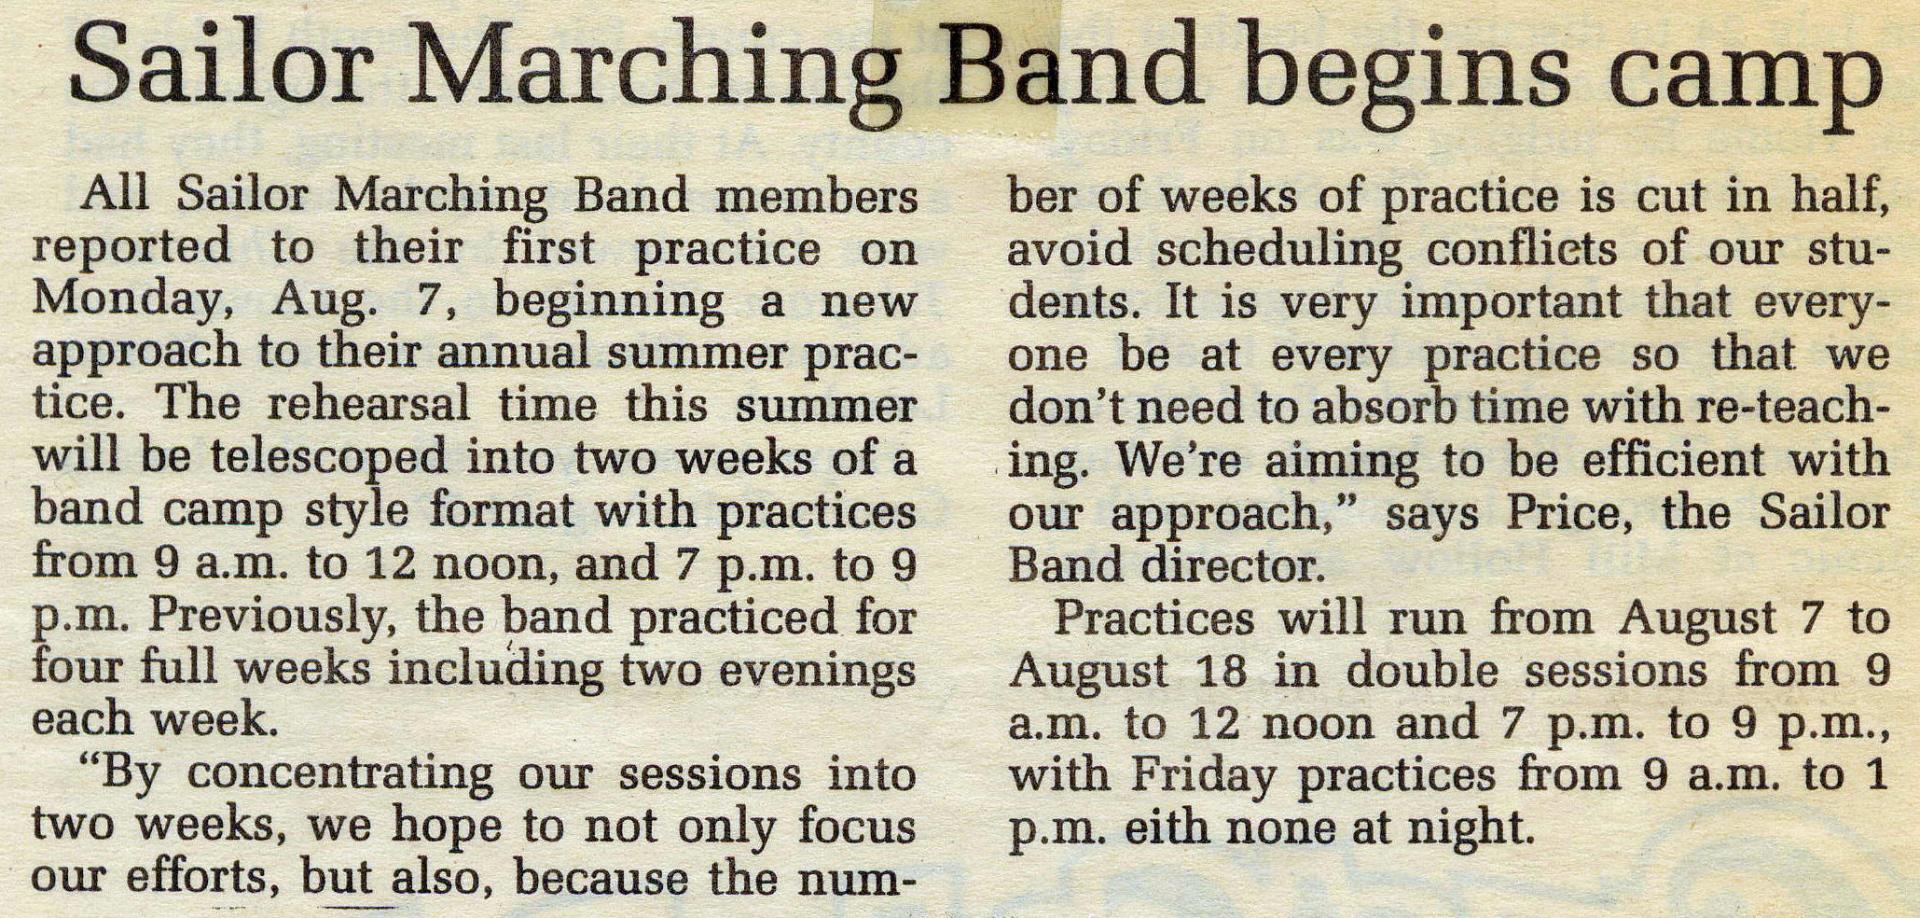 Sailor Marching Band begins camp
All Sailor Marching Band members
reported to their first practice on
Monday, Aug. 7, beginning a new
approach to their annual summer prac-
tice. The rehearsal time this summer
will be telescoped into two weeks of a
band camp style format with practices
from 9 a.m. to 12 noon, and 7 p.m. to 9
p.m. Previously, the band practiced for
four full weeks including two evenings
each week.
“By concentrating our sessions into
two weeks, we hope to not only focus
our efforts, but also, because the num-
ber of weeks of practice is cut in half,
avoid scheduling conflicts of our stu-
dents. It is very important that every-
one be at every practice so that we
don’t need to absorb time with re-teach-
ing. We’re aiming to be efficient with
our approach,” says Price, the Sailor
Band director.
Practices will run from August 7 to
August 18 in double sessions from 9
a.m. to 12 noon and 7 p.m. to 9 p.m.,
with Friday practices from 9 a.m. to 1
p.m. eith none at night.